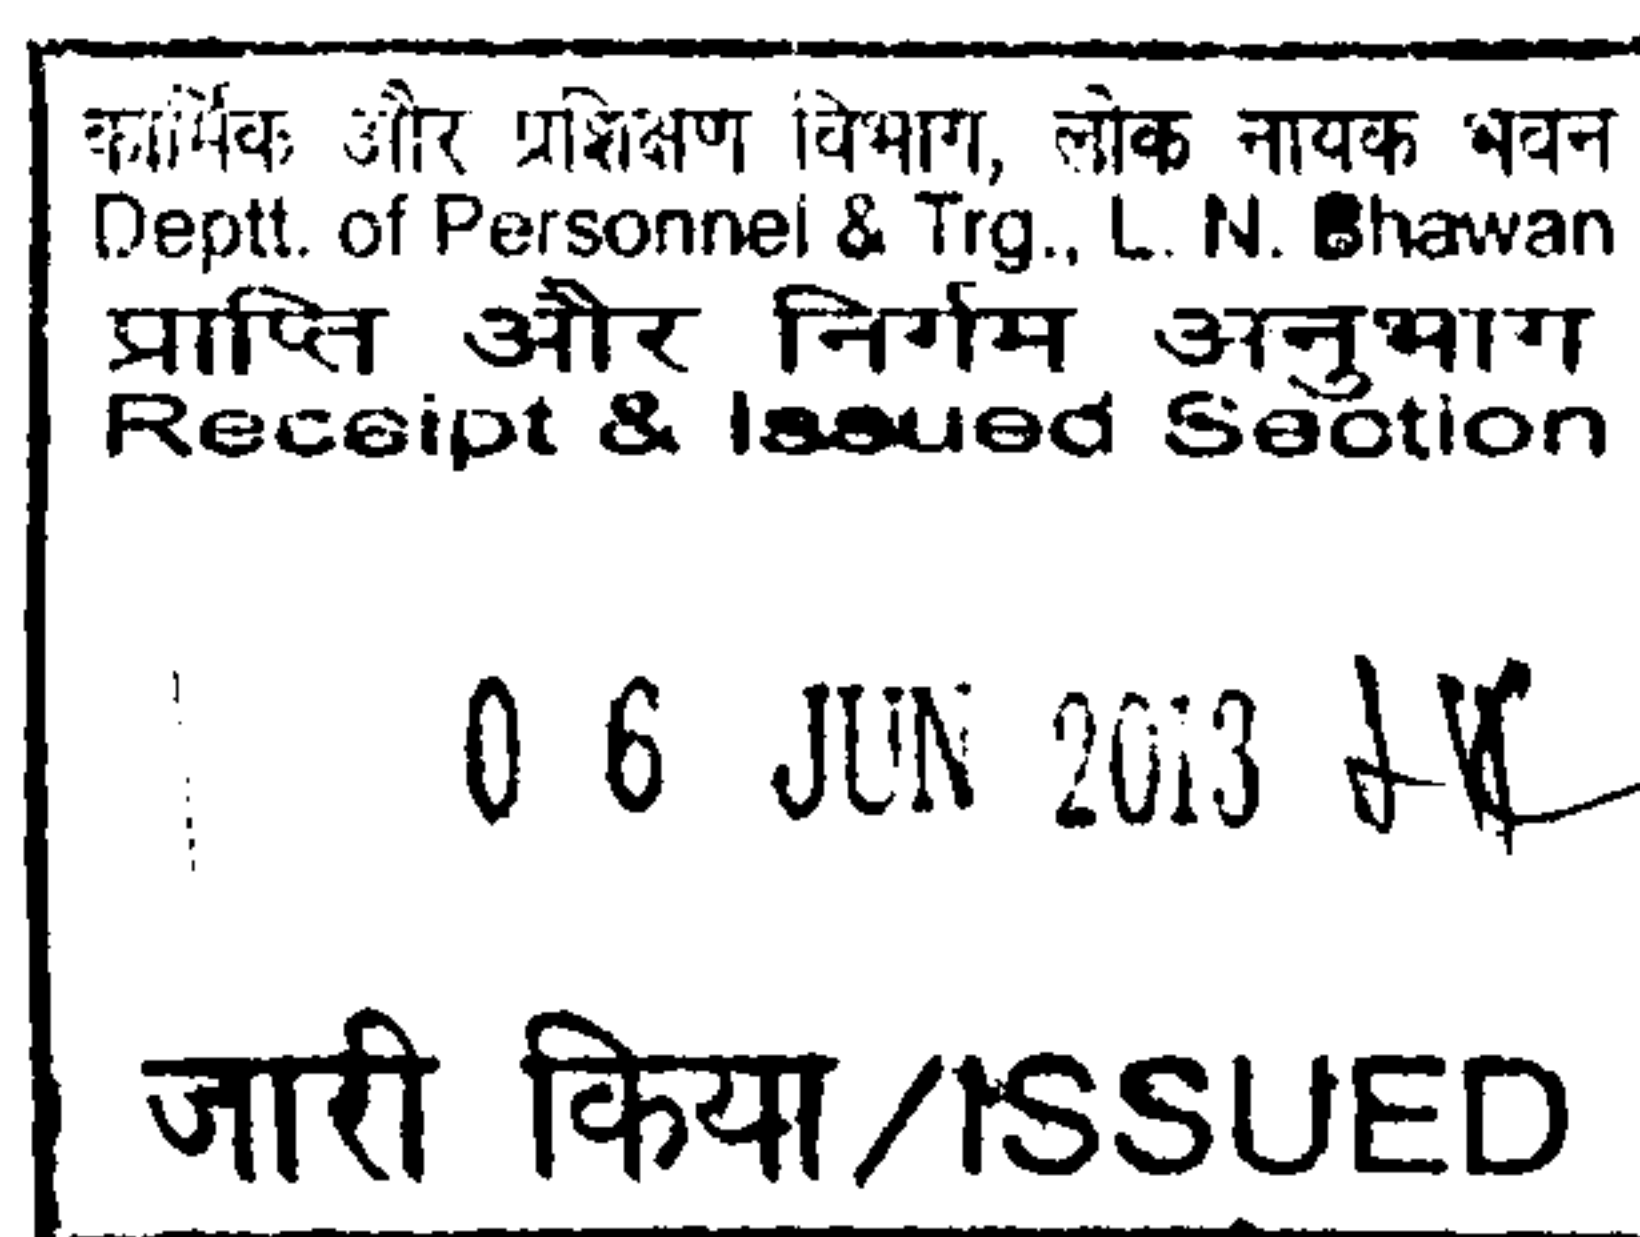 कार्मिक और प्रशिक्षण विभाग, लोक नायक भवन
Deptt. of Personnel & Trg., L. N. Bhawan
प्राप्ति और निर्गम अनुभाग
Receipt & Issued Section
0 6 JUN 2013
जारी किया/ISSUED